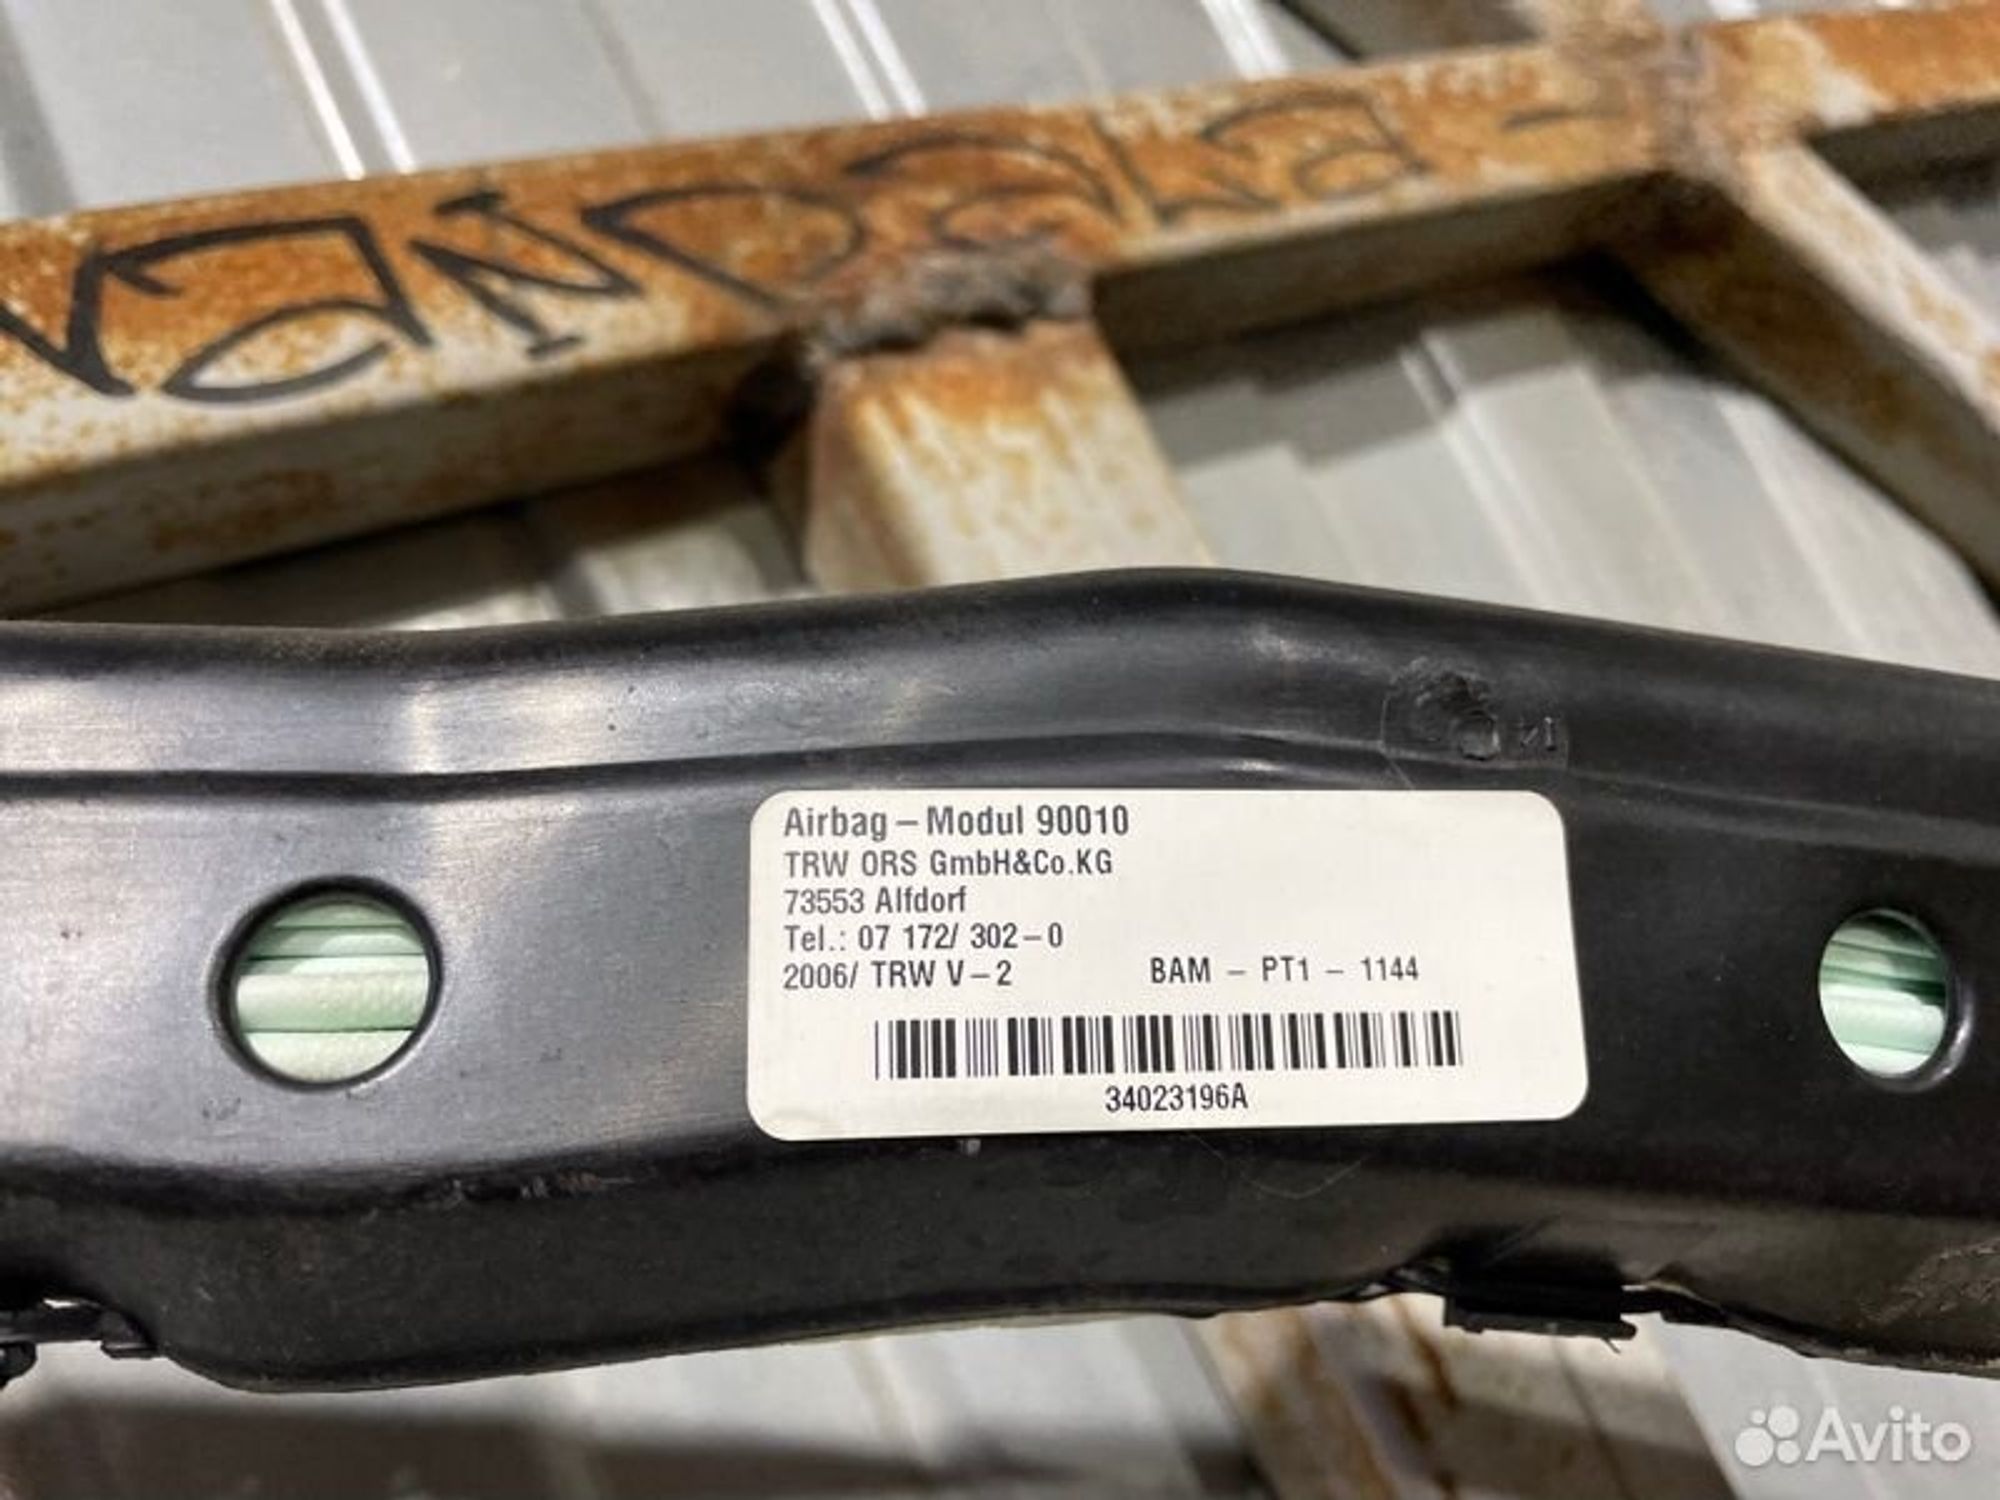 Airbag – Modul 90010
TRW ORS GmbH&Co.KG
73553 Alfdorf
Tel.: 07 172/ 302–0
2006/ TRW V–2 BAM – PT1 – 1144
34023196A
Avito